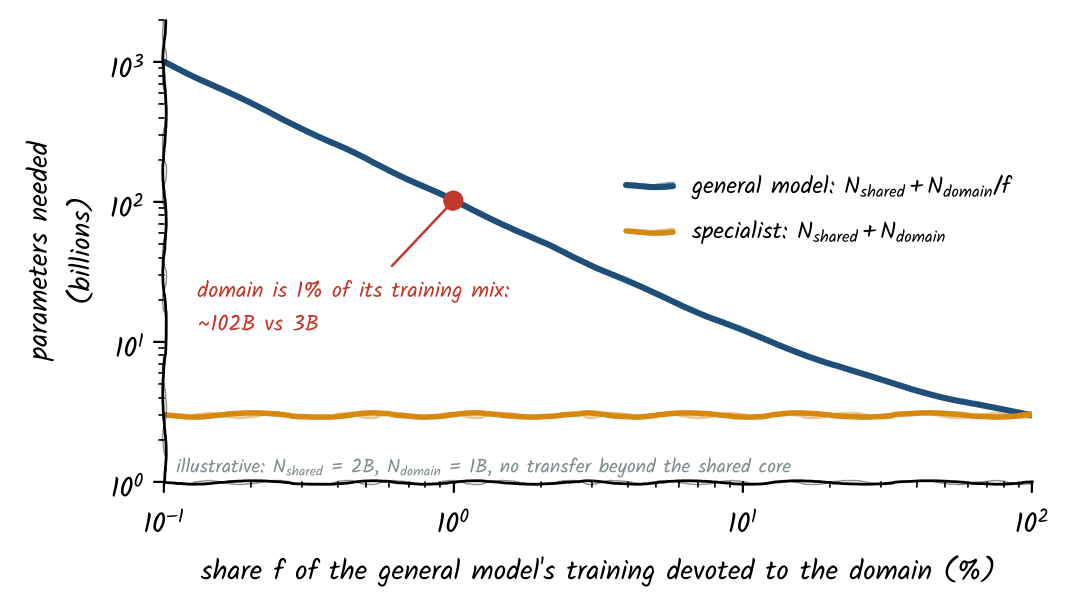 10³
10²
10¹
10⁰
parameters needed
(billions)
general model: N_shared + N_domain/f
specialist: N_shared + N_domain
domain is 1% of its training mix:
~102B vs 3B
illustrative: N_shared = 2B, N_domain = 1B, no transfer beyond the shared core
10⁻¹ 10⁰ 10¹ 10²
share f of the general model's training devoted to the domain (%)